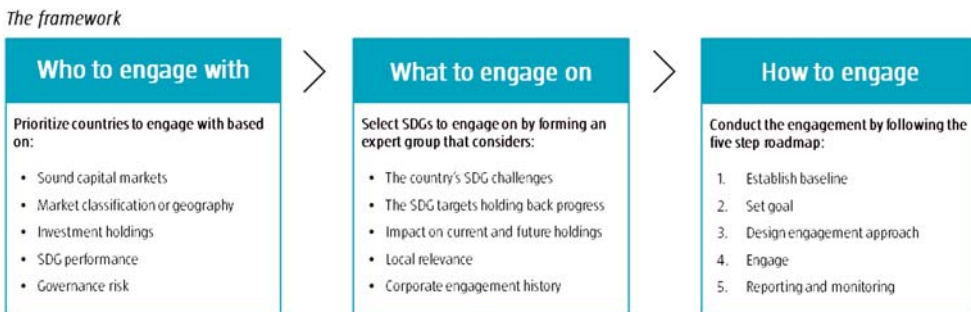 The framework
Who to engage with
Prioritize countries to engage with based
on:
• Sound capital markets
• Market classification or geography
• Investment holdings
• SDG performance
• Governance risk
What to engage on
Select SDGs to engage on by forming an
expert group that considers:
• The country's SDG challenges
• The SDG targets holding back progress
• Impact on current and future holdings
• Local relevance
• Corporate engagement history
How to engage
Conduct the engagement by following the
five step roadmap:
1. Establish baseline
2. Set goal
3. Design engagement approach
4. Engage
5. Reporting and monitoring